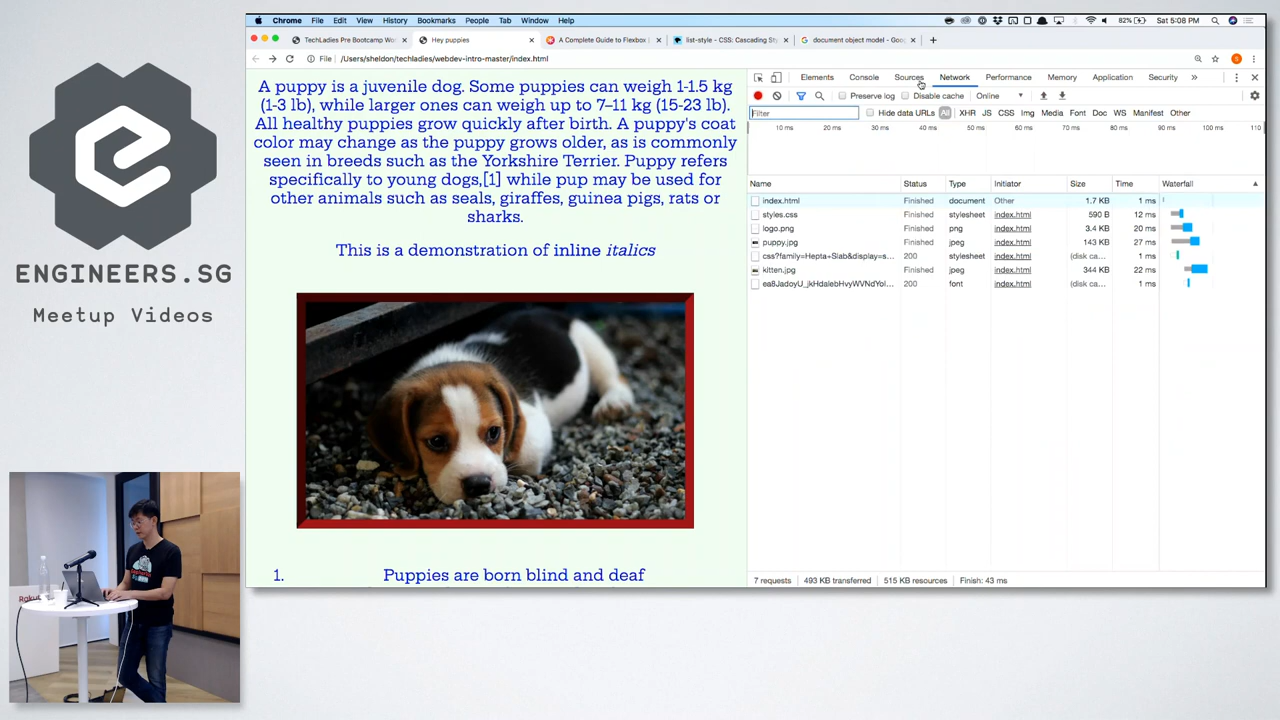 Chrome File Edit View History Bookmarks People Tab Window Help
82% Sat 5:08 PM
TechLadies Pre Bootcamp Wo
Hey puppies
A Complete Guide to Flexbox
list-style - CSS: Cascading St
document object model - Goo
File /Users/sheldon/techladies/webdev-intro-master/index.html
A puppy is a juvenile dog. Some puppies can weigh 1-1.5 kg
(1-3 lb), while larger ones can weigh up to 7–11 kg (15-23 lb).
All healthy puppies grow quickly after birth. A puppy's coat
color may change as the puppy grows older, as is commonly
seen in breeds such as the Yorkshire Terrier. Puppy refers
specifically to young dogs,[1] while pup may be used for
other animals such as seals, giraffes, guinea pigs, rats or
sharks.
This is a demonstration of inline italics
1. Puppies are born blind and deaf
Elements Console Sources Network Performance Memory Application Security »
Preserve log Disable cache Online
Filter Hide data URLs All XHR JS CSS Img Media Font Doc WS Manifest Other
10 ms 20 ms 30 ms 40 ms 50 ms 60 ms 70 ms 80 ms 90 ms 100 ms 110
Name Status Type Initiator Size Time Waterfall
index.html Finished document Other 1.7 KB 1 ms
styles.css Finished stylesheet index.html 590 B 12 ms
logo.png Finished png index.html 3.4 KB 20 ms
puppy.jpg Finished jpeg index.html 143 KB 27 ms
css?family=Hepta+Slab&display=s... 200 stylesheet index.html (disk ca... 1 ms
kitten.jpg Finished jpeg index.html 344 KB 22 ms
200 font index.html (disk ca... 1 ms
7 requests 493 KB transferred 515 KB resources Finish: 43 ms
ENGINEERS.SG
Meetup Videos